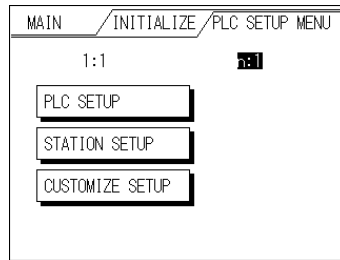 MAIN INITIALIZE PLC SETUP MENU
1:1 n:1
PLC SETUP
STATION SETUP
CUSTOMIZE SETUP